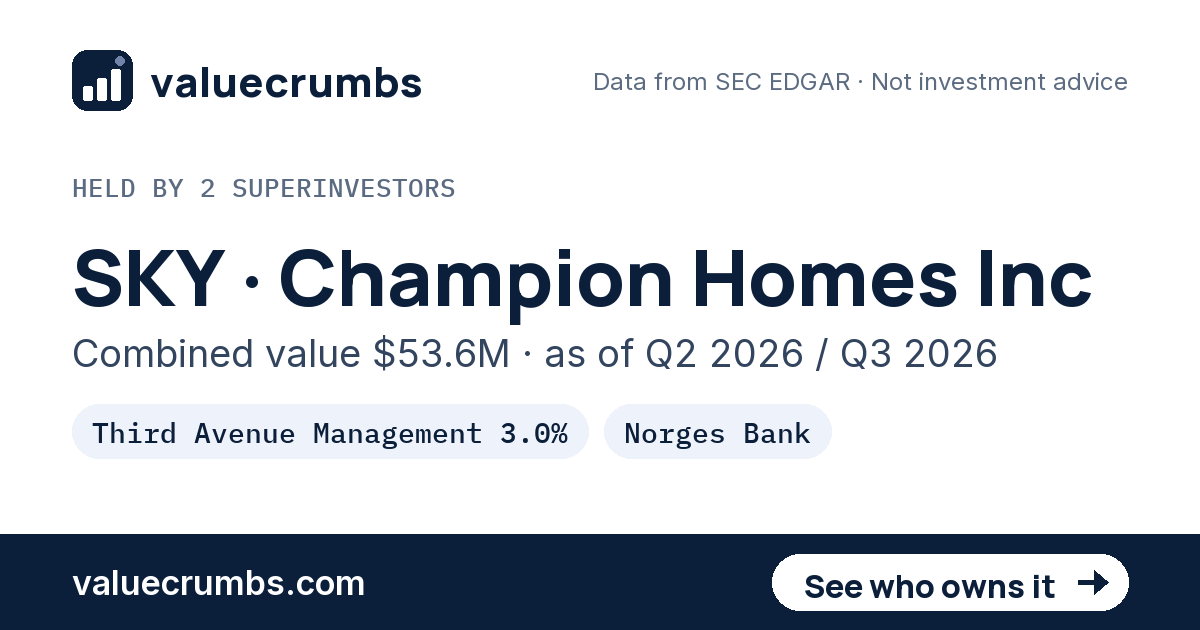 valuecrumbs
Data from SEC EDGAR · Not investment advice
HELD BY 2 SUPERINVESTORS
SKY · Champion Homes Inc
Combined value $53.6M · as of Q2 2026 / Q3 2026
Third Avenue Management 3.0%
Norges Bank
valuecrumbs.com
See who owns it →